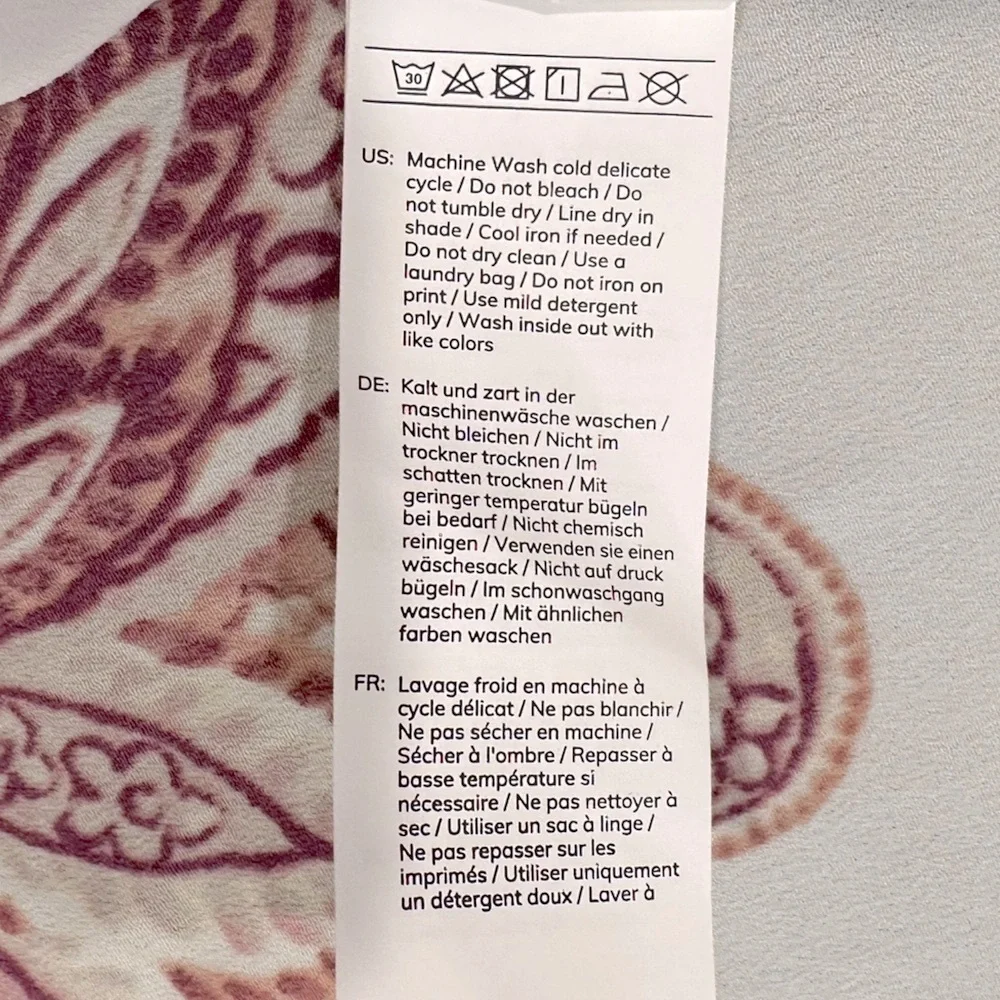 30
US: Machine Wash cold delicate
cycle / Do not bleach / Do
not tumble dry / Line dry in
shade / Cool iron if needed /
Do not dry clean / Use a
laundry bag / Do not iron on
print / Use mild detergent
only / Wash inside out with
like colors
DE: Kalt und zart in der
maschinenwäsche waschen /
Nicht bleichen / Nicht im
trockner trocknen / Im
schatten trocknen / Mit
geringer temperatur bügeln
bei bedarf / Nicht chemisch
reinigen / Verwenden sie einen
wäschesack / Nicht auf druck
bügeln / Im schonwaschgang
waschen / Mit ähnlichen
farben waschen
FR: Lavage froid en machine à
cycle délicat / Ne pas blanchir /
Ne pas sécher en machine /
Sécher à l'ombre / Repasser à
basse température si
nécessaire / Ne pas nettoyer à
sec / Utiliser un sac à linge /
Ne pas repasser sur les
imprimés / Utiliser uniquement
un détergent doux / Laver à